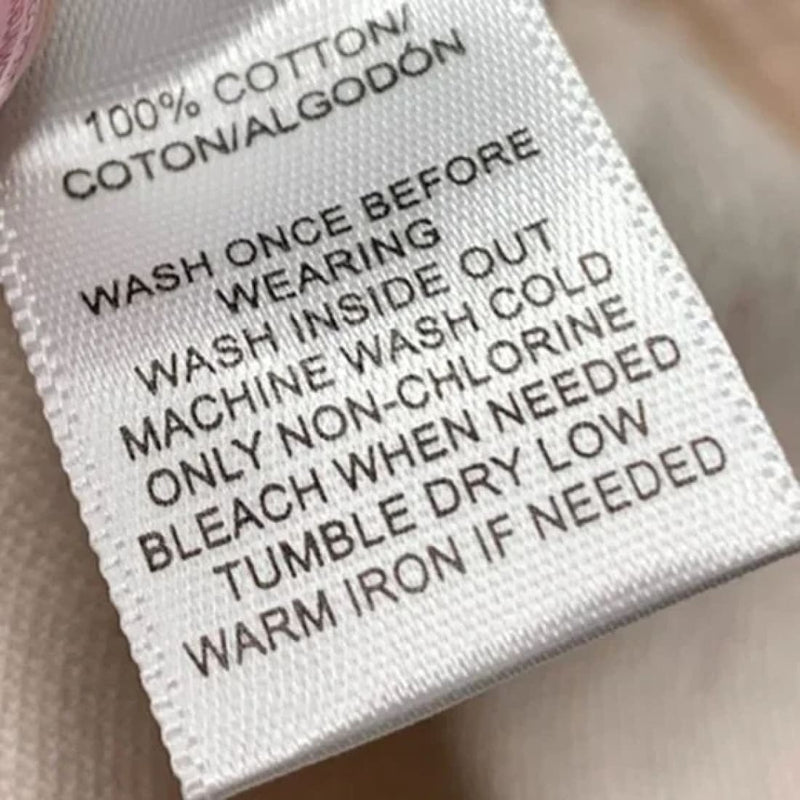 100% COTTON/
COTON/ALGODÓN
WASH ONCE BEFORE
WEARING
WASH INSIDE OUT
MACHINE WASH COLD
ONLY NON-CHLORINE
BLEACH WHEN NEEDED
TUMBLE DRY LOW
WARM IRON IF NEEDED